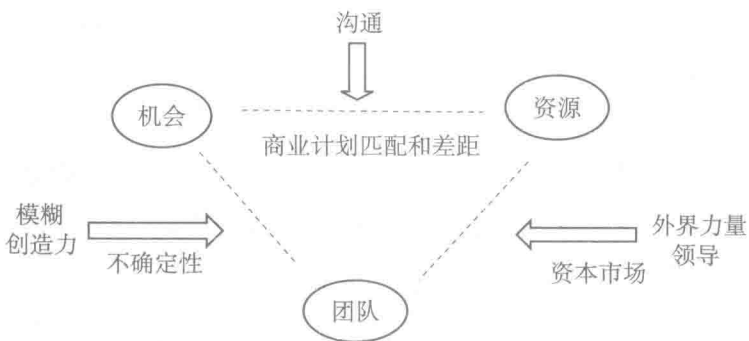 沟通
机会
资源
商业计划匹配和差距
模糊
创造力
不确定性
外界力量
领导
资本市场
团队